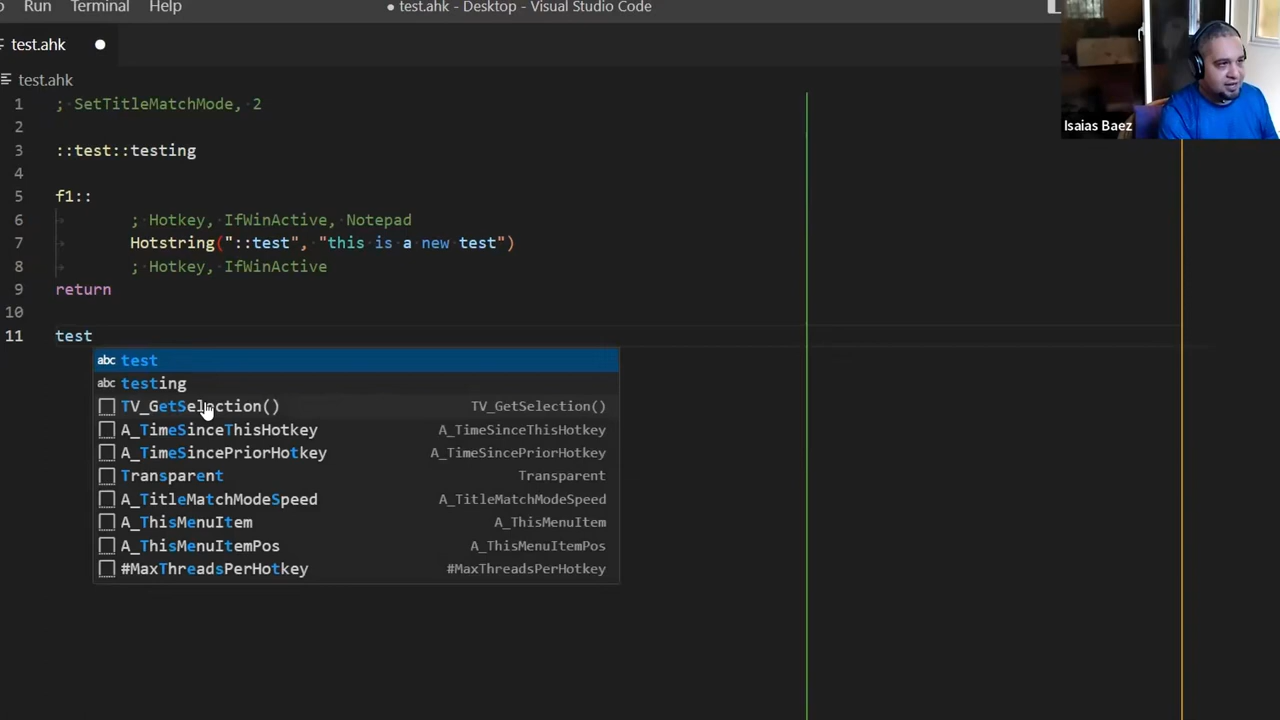 Run Terminal Help ● test.ahk - Desktop - Visual Studio Code
test.ahk
test.ahk
1 ; SetTitleMatchMode, 2
2
3 ::test::testing
4
5 f1::
6 ; Hotkey, IfWinActive, Notepad
7 Hotstring("::test", "this is a new test")
8 ; Hotkey, IfWinActive
9 return
10
11 test
abc test
abc testing
TV_GetSelection() TV_GetSelection()
A_TimeSinceThisHotkey A_TimeSinceThisHotkey
A_TimeSincePriorHotkey A_TimeSincePriorHotkey
Transparent Transparent
A_TitleMatchModeSpeed A_TitleMatchModeSpeed
A_ThisMenuItem A_ThisMenuItem
A_ThisMenuItemPos A_ThisMenuItemPos
#MaxThreadsPerHotkey #MaxThreadsPerHotkey
Isaias Baez